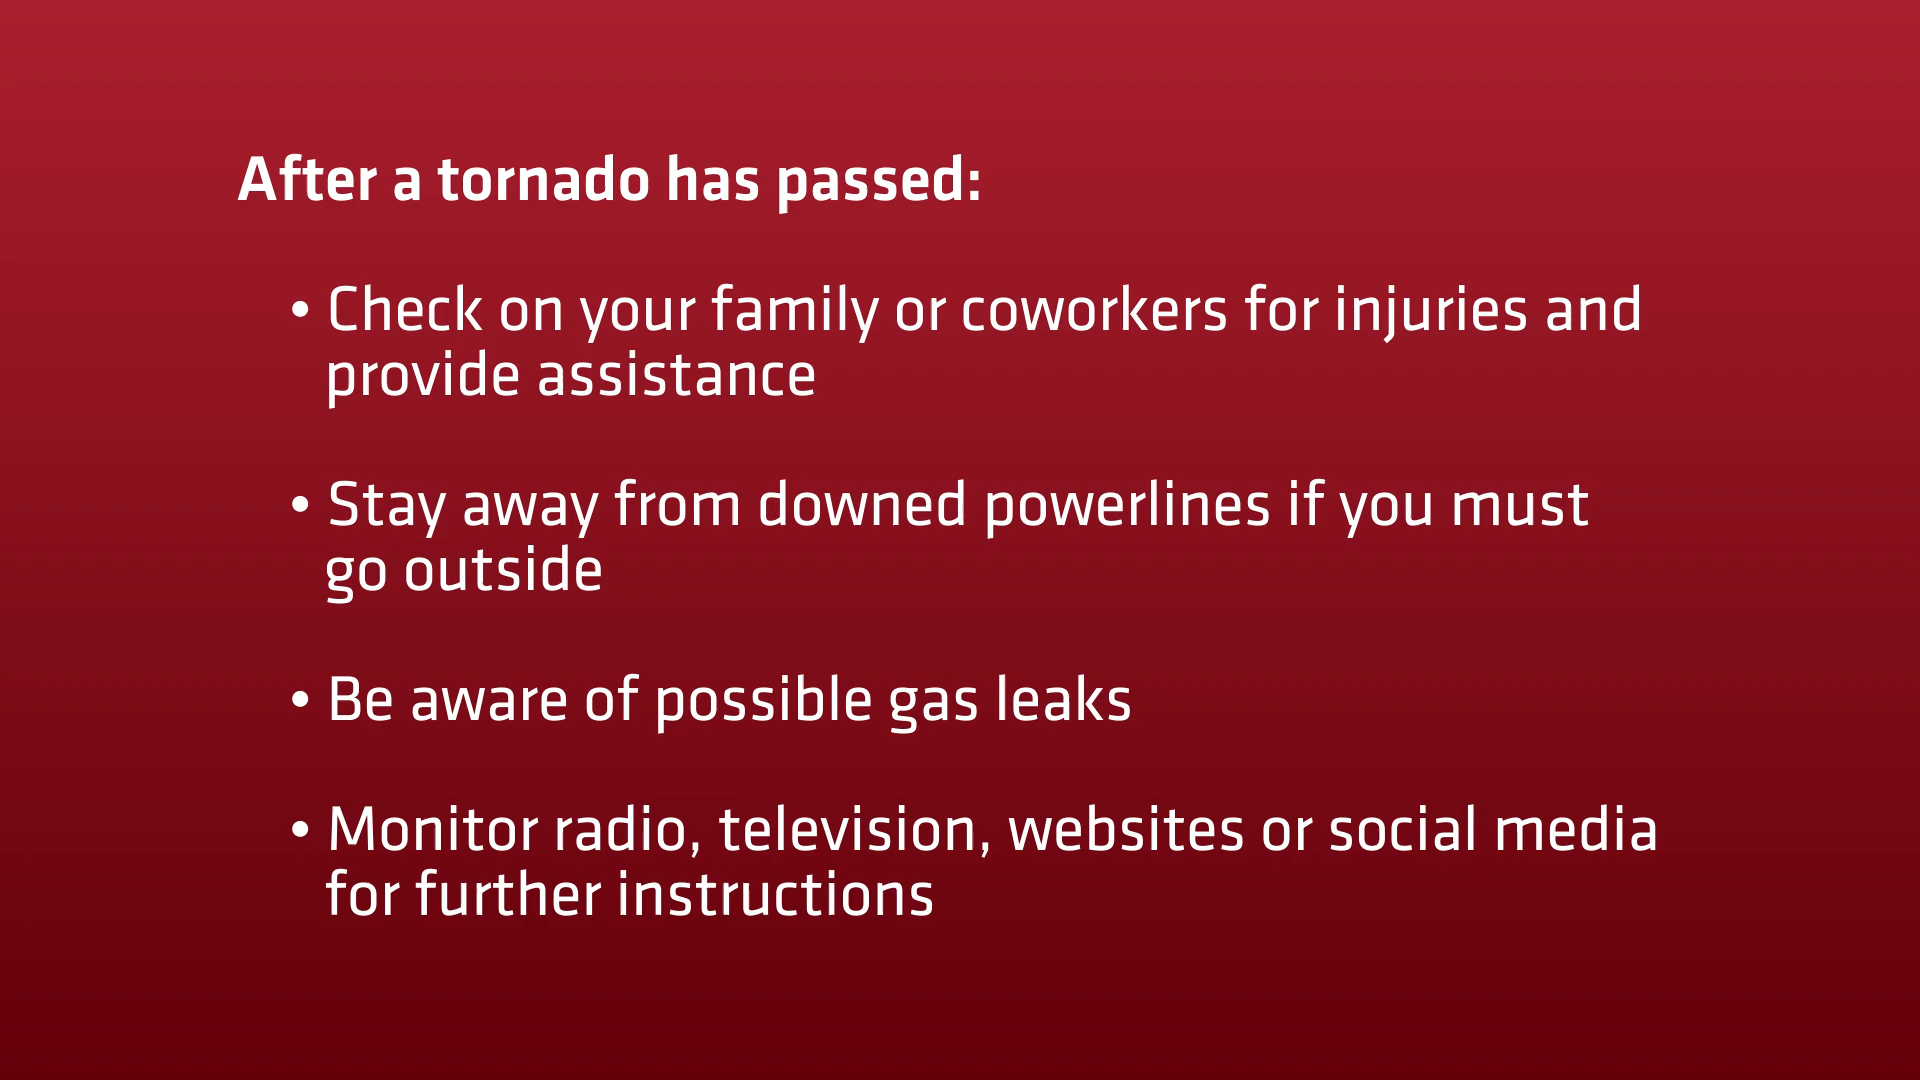 After a tornado has passed:
• Check on your family or coworkers for injuries and
provide assistance
• Stay away from downed powerlines if you must
go outside
• Be aware of possible gas leaks
• Monitor radio, television, websites or social media
for further instructions